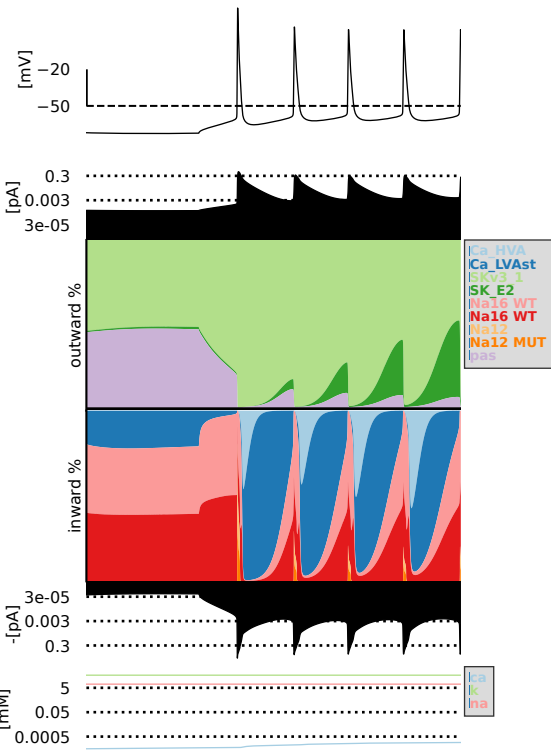 [mV]
−20
−50
[pA]
0.3
0.003
3e-05
outward %
Ca_HVA
Ca_LVAst
SKv3_1
SK_E2
Na16 WT
Na16 WT
Na12
Na12 MUT
pas
inward %
-[pA]
3e-05
0.003
0.3
[mM]
5
0.05
0.0005
ca
k
na